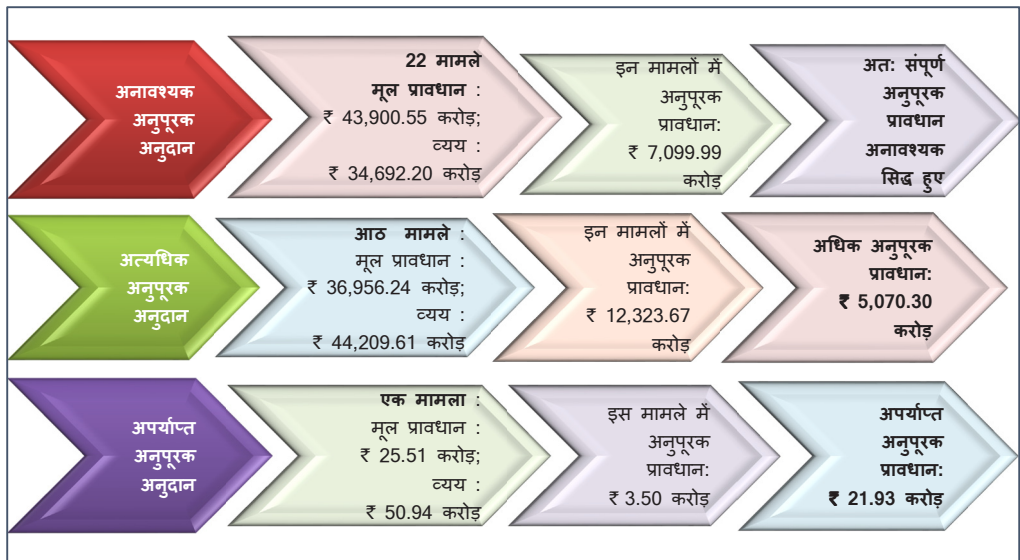 अनावश्यक
अनुपूरक
अनुदान
22 मामले
मूल प्रावधान :
₹ 43,900.55 करोड़;
व्यय :
₹ 34,692.20 करोड़
इन मामलों में
अनुपूरक
प्रावधान:
₹ 7,099.99
करोड़
अत: संपूर्ण
अनुपूरक
प्रावधान
अनावश्यक
सिद्ध हुए
अत्यधिक
अनुपूरक
अनुदान
आठ मामले :
मूल प्रावधान :
₹ 36,956.24 करोड़;
व्यय :
₹ 44,209.61 करोड़
इन मामलों में
अनुपूरक
प्रावधान:
₹ 12,323.67
करोड़
अधिक अनुपूरक
प्रावधान:
₹ 5,070.30
करोड़
अपर्याप्त
अनुपूरक
अनुदान
एक मामला :
मूल प्रावधान :
₹ 25.51 करोड़;
व्यय :
₹ 50.94 करोड़
इस मामले में
अनुपूरक
प्रावधान:
₹ 3.50 करोड़
अपर्याप्त
अनुपूरक
प्रावधान:
₹ 21.93 करोड़